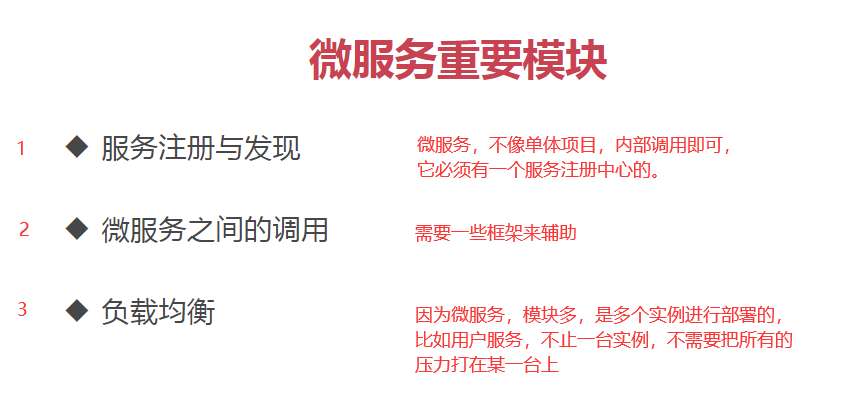 微服务重要模块
1 ◆ 服务注册与发现
微服务，不像单体项目，内部调用即可，
它必须有一个服务注册中心的。
2 ◆ 微服务之间的调用
需要一些框架来辅助
3 ◆ 负载均衡
因为微服务，模块多，是多个实例进行部署的，
比如用户服务，不止一台实例，不需要把所有的
压力打在某一台上